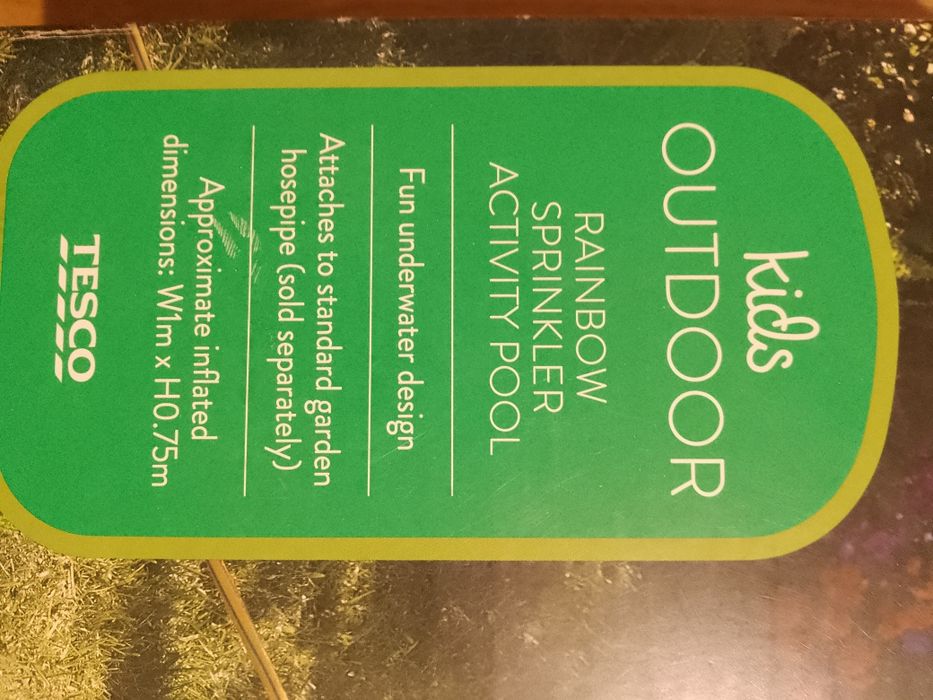 kids
OUTDOOR
RAINBOW
SPRINKLER
ACTIVITY POOL
Fun underwater design
Attaches to standard garden
hosepipe (sold separately)
Approximate inflated
dimensions: W1m x H0.75m
TESCO